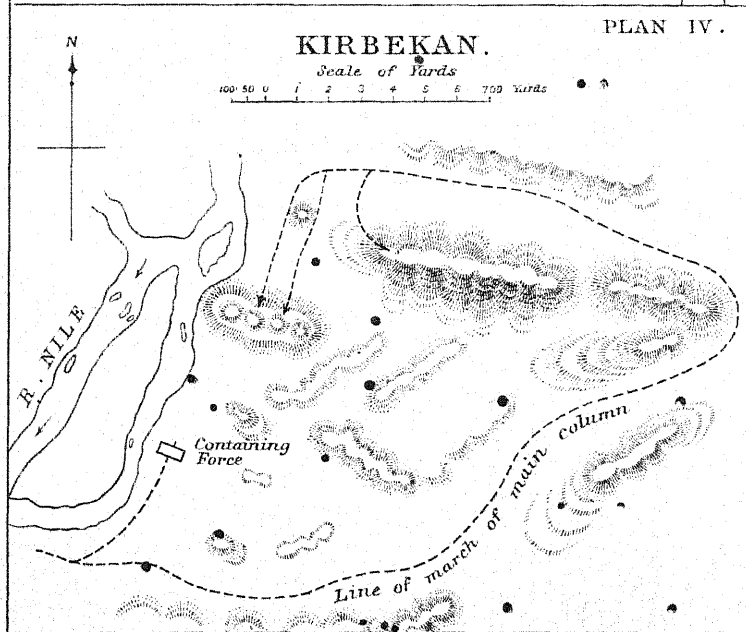 PLAN IV.
N
KIRBEKAN.
Scale of Yards
100 50 0 1 2 3 4 5 6 700 Yards
R. NILE
Containing
Force
Line of march of main column